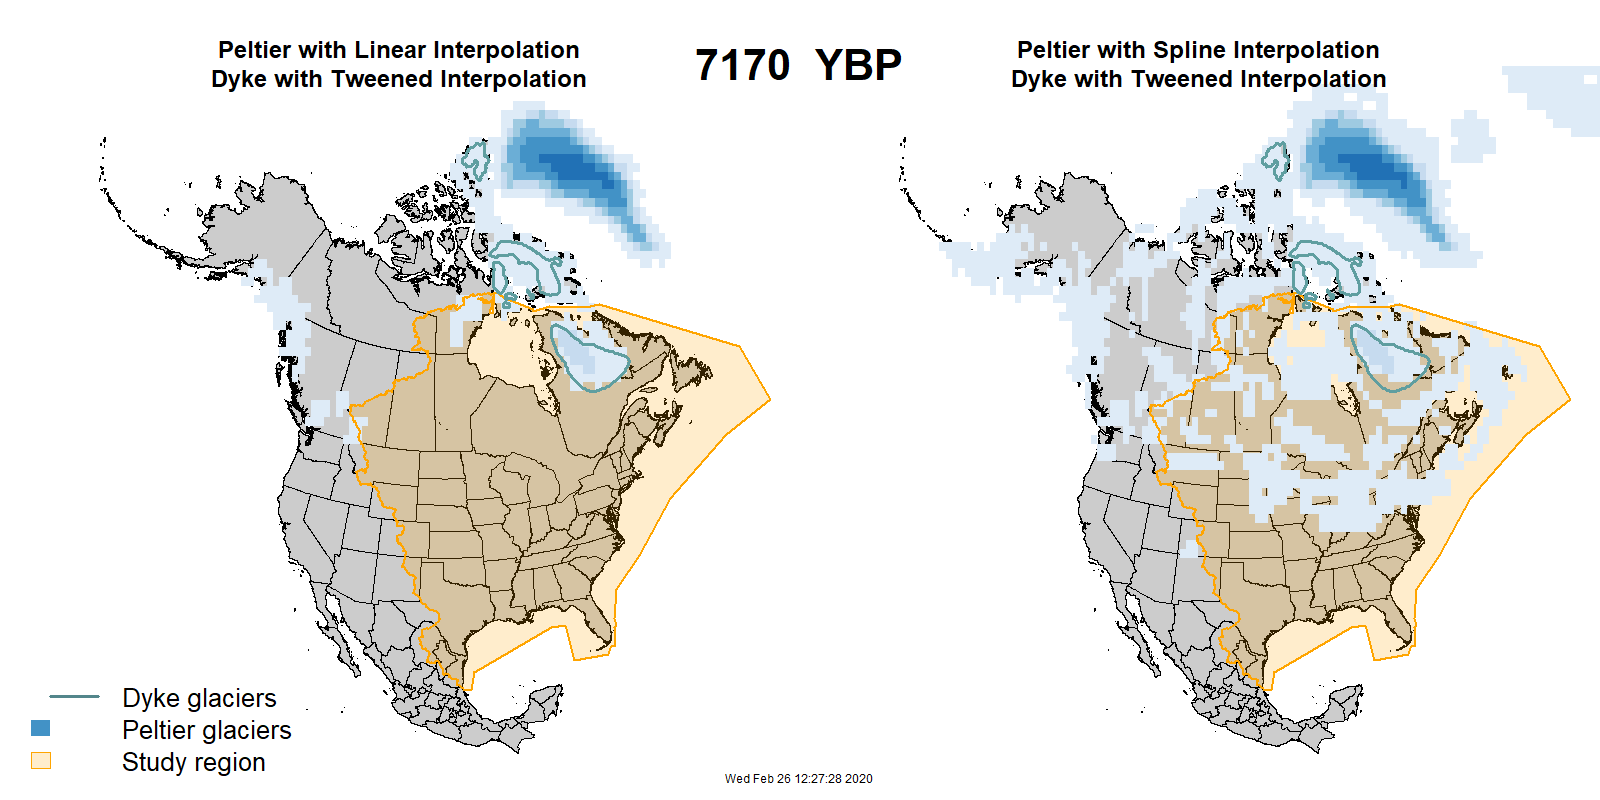 Peltier with Linear Interpolation
Dyke with Tweened Interpolation
7170 YBP
Peltier with Spline Interpolation
Dyke with Tweened Interpolation
Dyke glaciers
Peltier glaciers
Study region
Wed Feb 26 12:27:28 2020